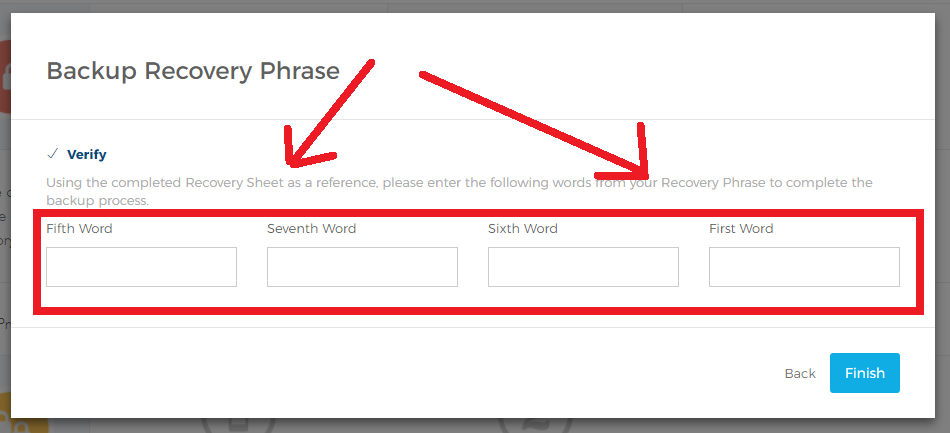 Backup Recovery Phrase
Verify
Using the completed Recovery Sheet as a reference, please enter the following words from your Recovery Phrase to complete the
backup process.
Fifth Word Seventh Word Sixth Word First Word
Back Finish